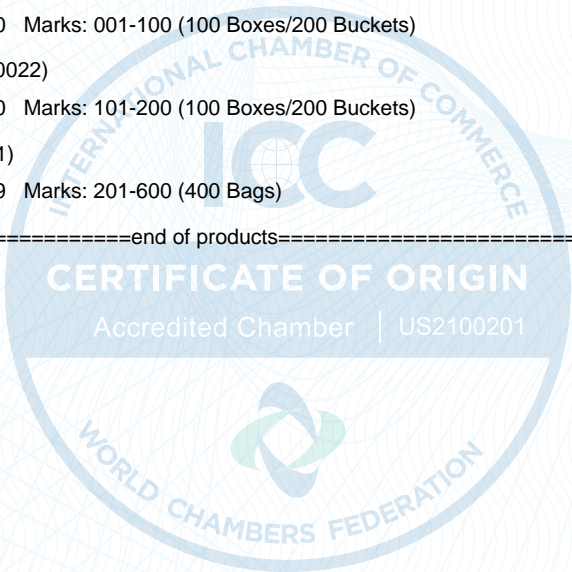 0 Marks: 001-100 (100 Boxes/200 Buckets)
0022)
0 Marks: 101-200 (100 Boxes/200 Buckets)
1)
9 Marks: 201-600 (400 Bags)
===========end of products========================
INTERNATIONAL CHAMBER OF COMMERCE
ICC
CERTIFICATE OF ORIGIN
Accredited Chamber | US2100201
WORLD CHAMBERS FEDERATION